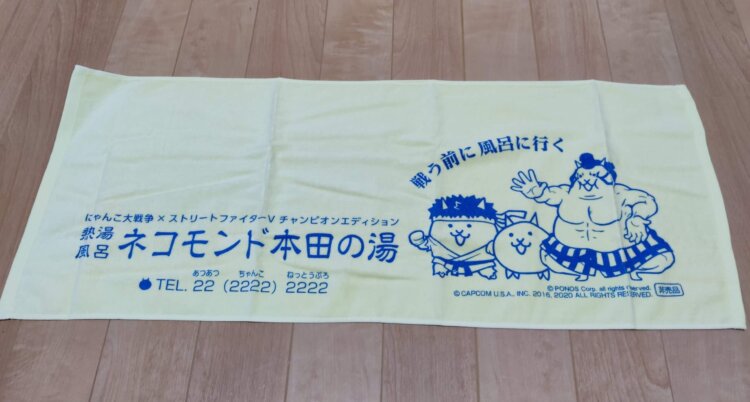 戦う前に風呂に行く
にゃんこ大戦争 × ストリートファイターV チャンピオンエディション
熱湯風呂 ネコモンド本田の湯
あつあつ ちゃんこ ねっとうぶろ
TEL. 22 (2222) 2222
© PONOS Corp. all rights reserved.
© CAPCOM U.S.A., INC. 2016, 2020 ALL RIGHTS RESERVED.
非売品